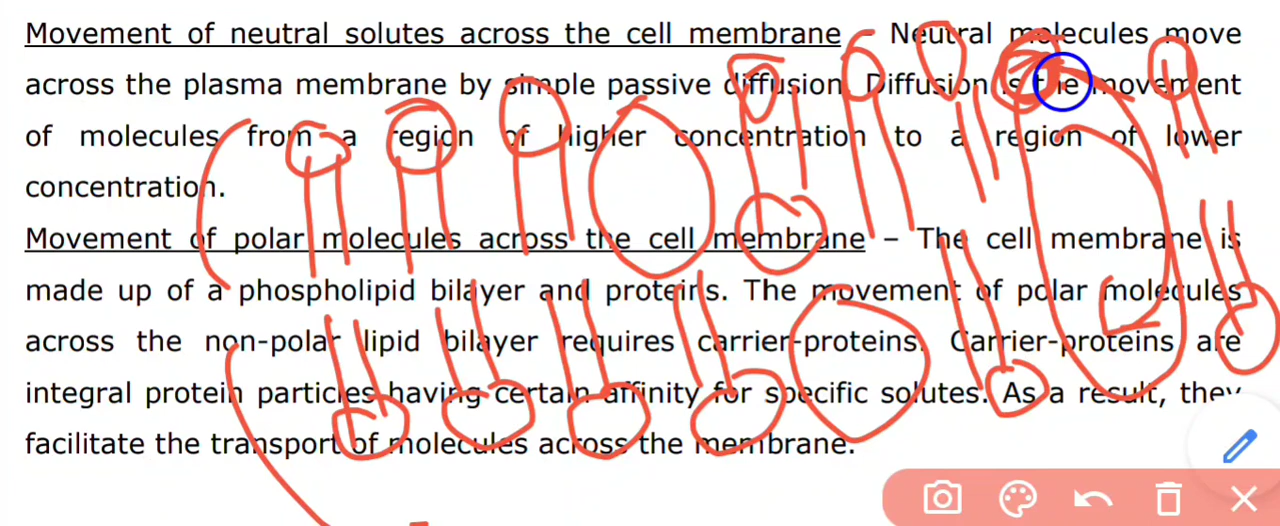 Movement of neutral solutes across the cell membrane – Neutral molecules move
across the plasma membrane by simple passive diffusion. Diffusion is the movement
of molecules from a region of higher concentration to a region of lower
concentration.
Movement of polar molecules across the cell membrane – The cell membrane is
made up of phospholipid bilayer and proteins. The movement of polar molecules
across the non-polar lipid bilayer requires carrier-proteins. Carrier-proteins are
integral protein particles having certain affinity for specific solutes. As a result, they
facilitate the transport of molecules across the membrane.